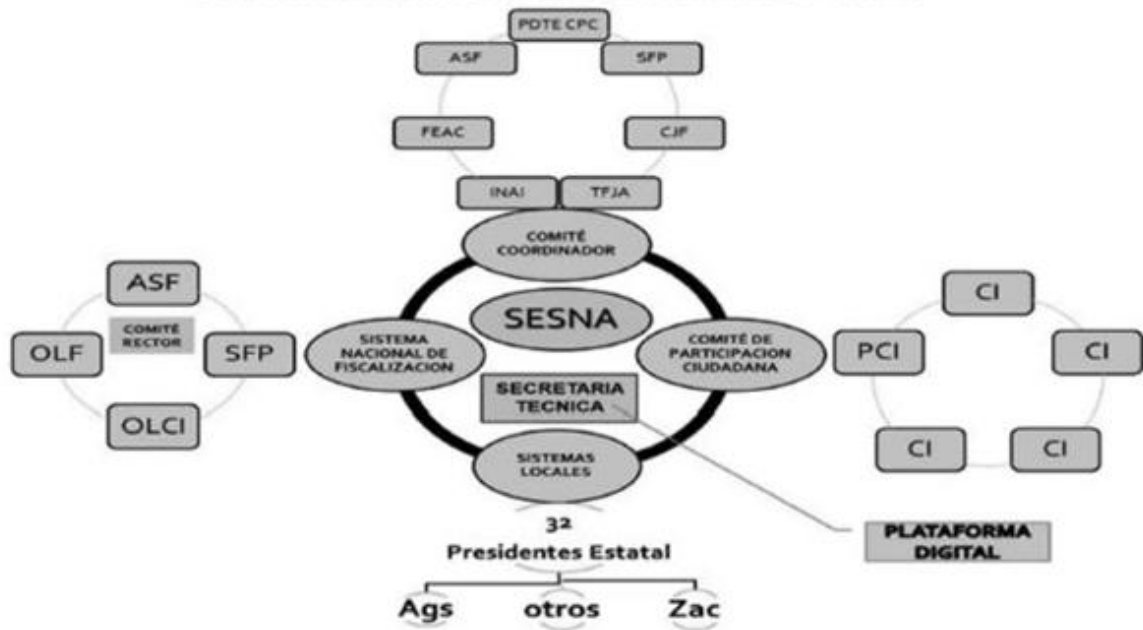 PDTE CPC
ASF
SFP
FEAC
CJF
INAI
TFJA
COMITÉ
COORDINADOR
ASF
COMITÉ
RECTOR
OLF
SFP
OLCI
SISTEMA
NACIONAL DE
FISCALIZACIÓN
SESNA
COMITÉ DE
PARTICIPACION
CIUDADANA
CI
PCI
CI
CI
CI
SECRETARIA
TECNICA
SISTEMAS
LOCALES
PLATAFORMA
DIGITAL
32
Presidentes Estatal
Ags
otros
Zac